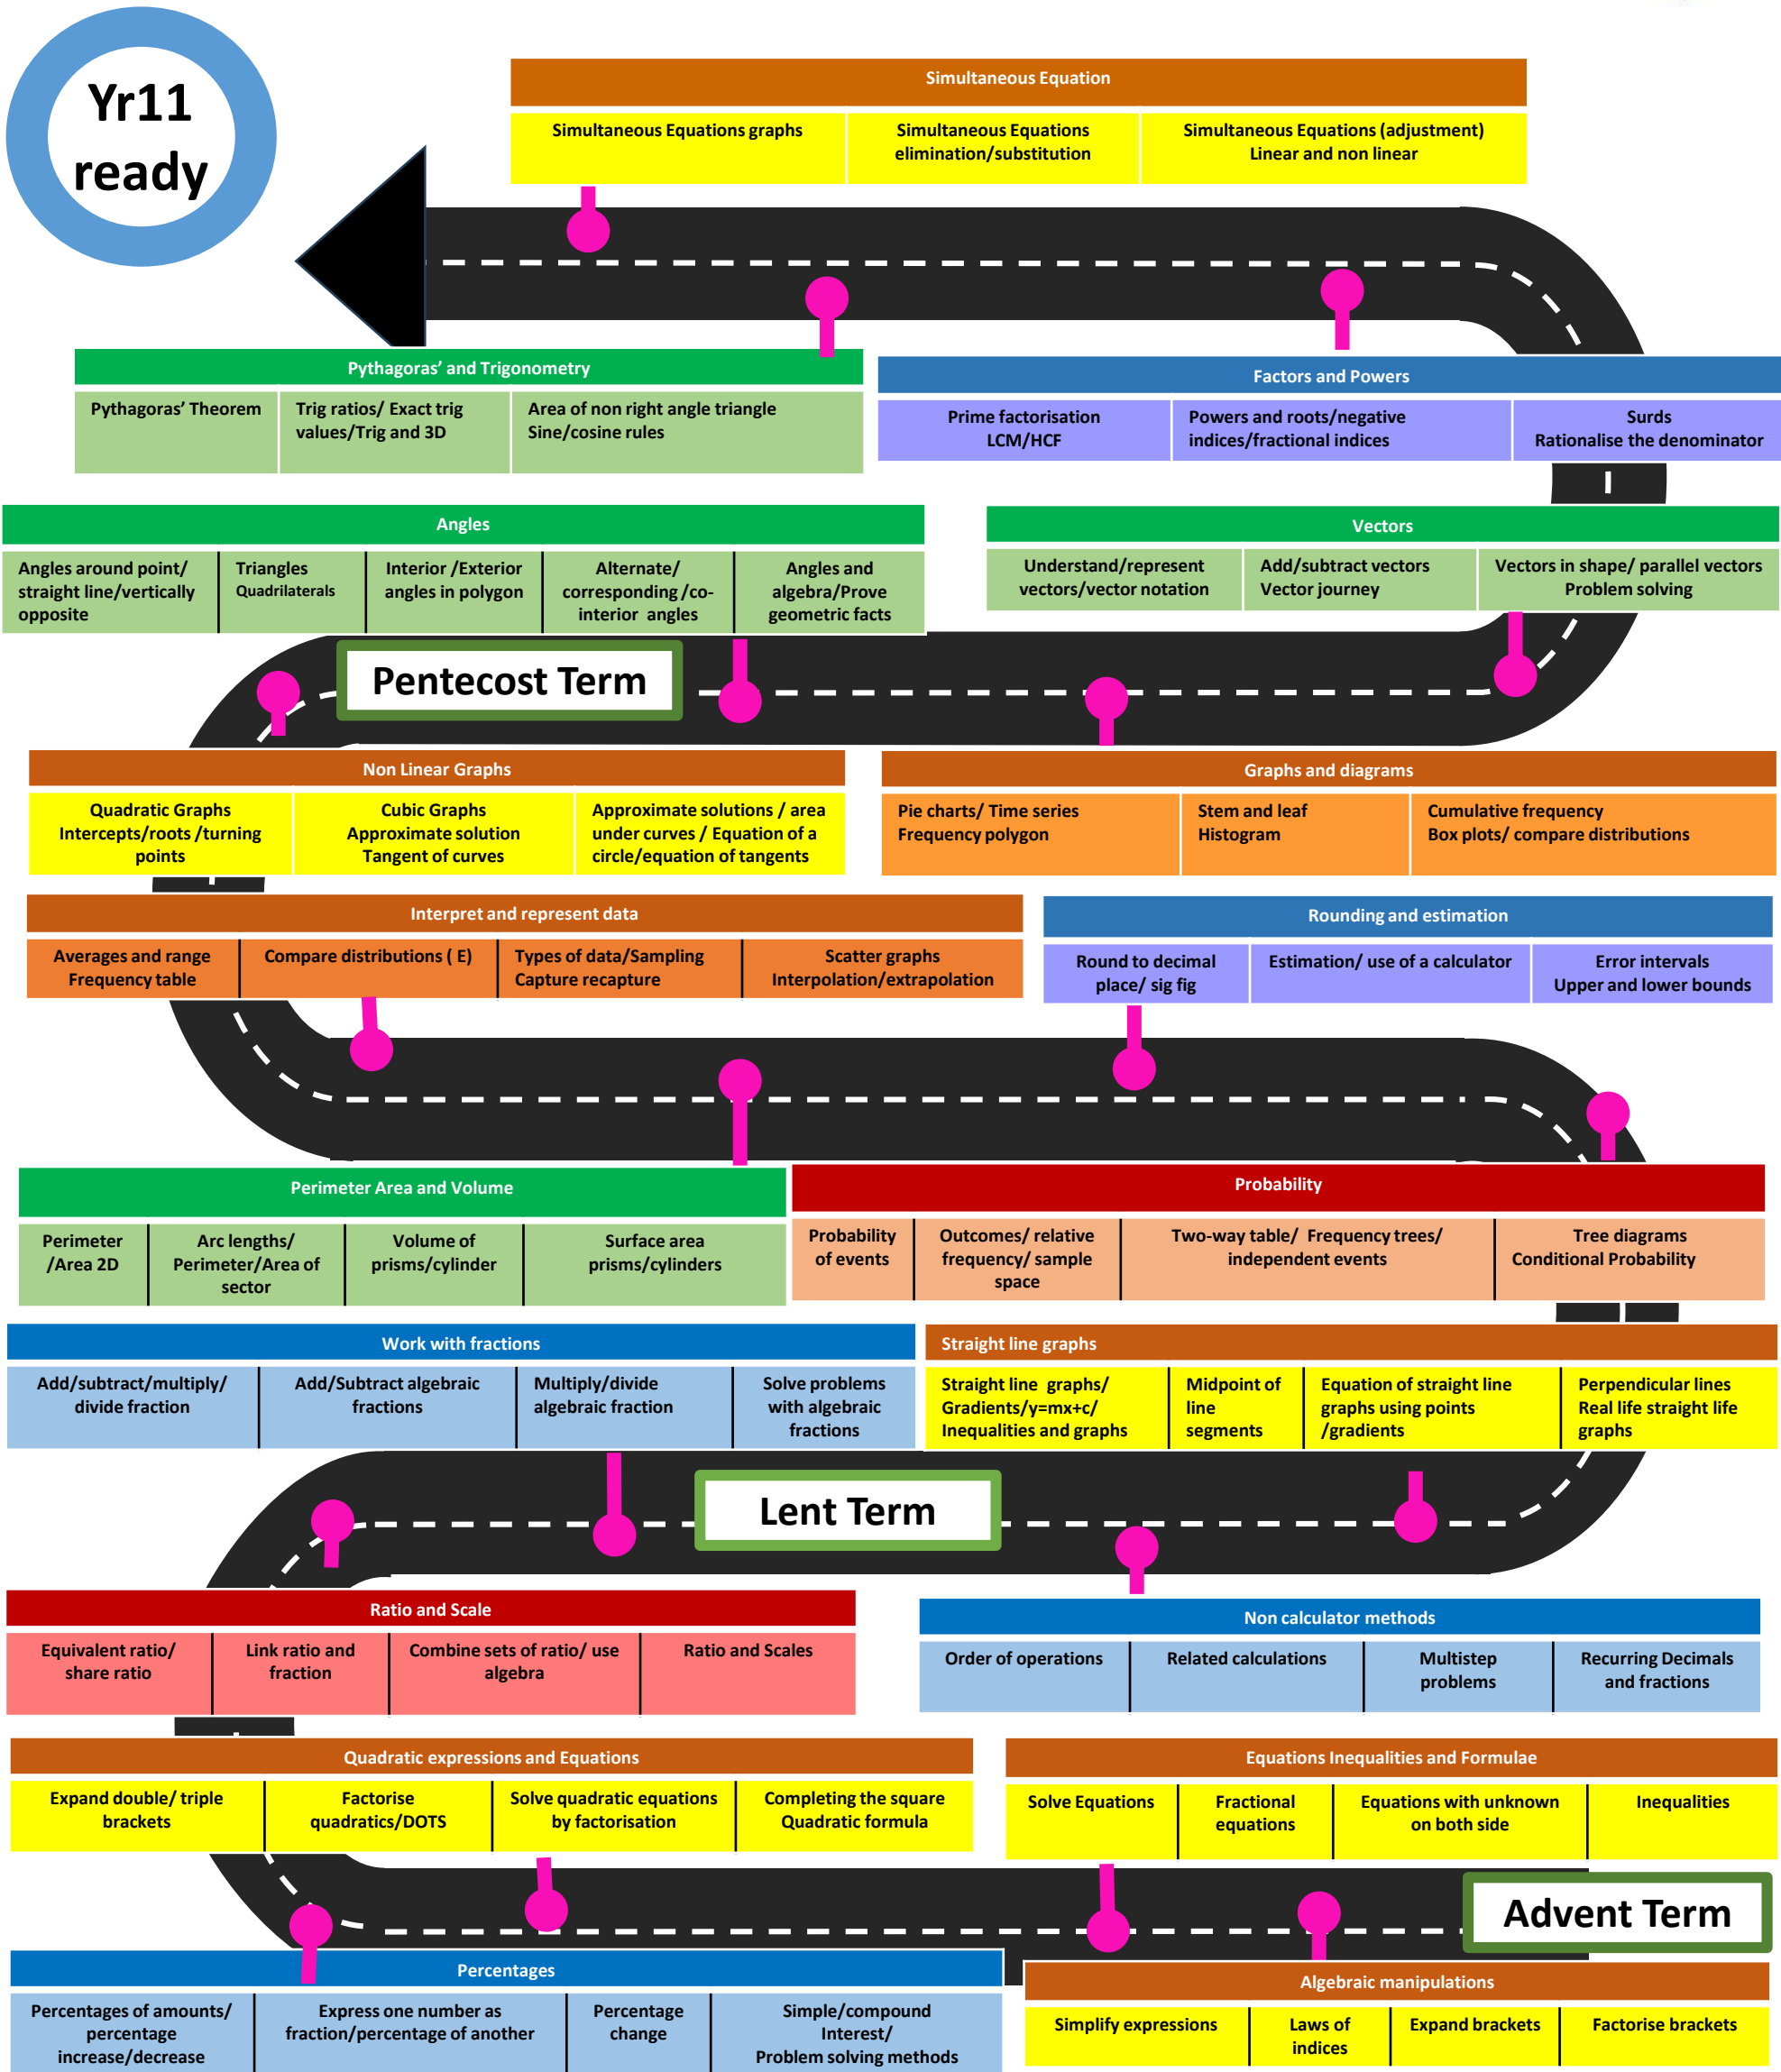 Yr11
ready
Simultaneous Equation
Simultaneous Equations graphs
Simultaneous Equations
elimination/substitution
Simultaneous Equations (adjustment)
Linear and non linear
Pythagoras’ and Trigonometry
Pythagoras’ Theorem
Trig ratios/ Exact trig
values/Trig and 3D
Area of non right angle triangle
Sine/cosine rules
Factors and Powers
Prime factorisation
LCM/HCF
Powers and roots/negative
indices/fractional indices
Surds
Rationalise the denominator
Angles
Angles around point/
straight line/vertically
opposite
Triangles
Quadrilaterals
Interior /Exterior
angles in polygon
Alternate/
corresponding /co-
interior angles
Angles and
algebra/Prove
geometric facts
Vectors
Understand/represent
vectors/vector notation
Add/subtract vectors
Vector journey
Vectors in shape/ parallel vectors
Problem solving
Pentecost Term
Non Linear Graphs
Quadratic Graphs
Intercepts/roots /turning
points
Cubic Graphs
Approximate solution
Tangent of curves
Approximate solutions / area
under curves / Equation of a
circle/equation of tangents
Graphs and diagrams
Pie charts/ Time series
Frequency polygon
Stem and leaf
Histogram
Cumulative frequency
Box plots/ compare distributions
Interpret and represent data
Averages and range
Frequency table
Compare distributions ( E)
Types of data/Sampling
Capture recapture
Scatter graphs
Interpolation/extrapolation
Rounding and estimation
Round to decimal
place/ sig fig
Estimation/ use of a calculator
Error intervals
Upper and lower bounds
Perimeter Area and Volume
Perimeter
/Area 2D
Arc lengths/
Perimeter/Area of
sector
Volume of
prisms/cylinder
Surface area
prisms/cylinders
Probability
Probability
of events
Outcomes/ relative
frequency/ sample
space
Two-way table/ Frequency trees/
independent events
Tree diagrams
Conditional Probability
Work with fractions
Add/subtract/multiply/
divide fraction
Add/Subtract algebraic
fractions
Multiply/divide
algebraic fraction
Solve problems
with algebraic
fractions
Straight line graphs
Straight line graphs/
Gradients/y=mx+c/
Inequalities and graphs
Midpoint of
line
segments
Equation of straight line
graphs using points
/gradients
Perpendicular lines
Real life straight life
graphs
Lent Term
Ratio and Scale
Equivalent ratio/
share ratio
Link ratio and
fraction
Combine sets of ratio/ use
algebra
Ratio and Scales
Non calculator methods
Order of operations
Related calculations
Multistep
problems
Recurring Decimals
and fractions
Quadratic expressions and Equations
Expand double/ triple
brackets
Factorise
quadratics/DOTS
Solve quadratic equations
by factorisation
Completing the square
Quadratic formula
Equations Inequalities and Formulae
Solve Equations
Fractional
equations
Equations with unknown
on both side
Inequalities
Advent Term
Percentages
Percentages of amounts/
percentage
increase/decrease
Express one number as
fraction/percentage of another
Percentage
change
Simple/compound
Interest/
Problem solving methods
Algebraic manipulations
Simplify expressions
Laws of
indices
Expand brackets
Factorise brackets